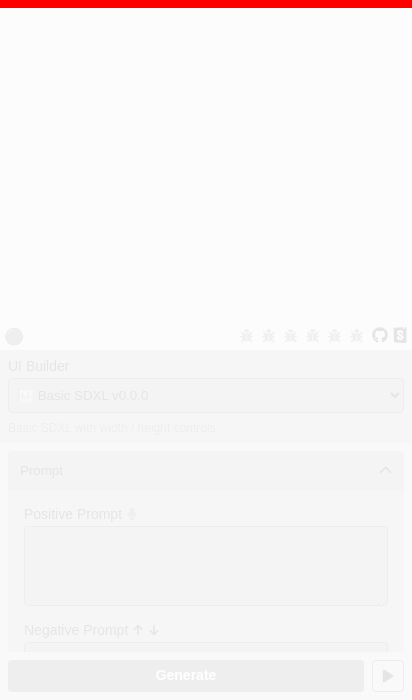 UI Builder
Basic SDXL v0.0.0
Basic SDXL with width / height controls
Prompt
Positive Prompt
Negative Prompt
Generate